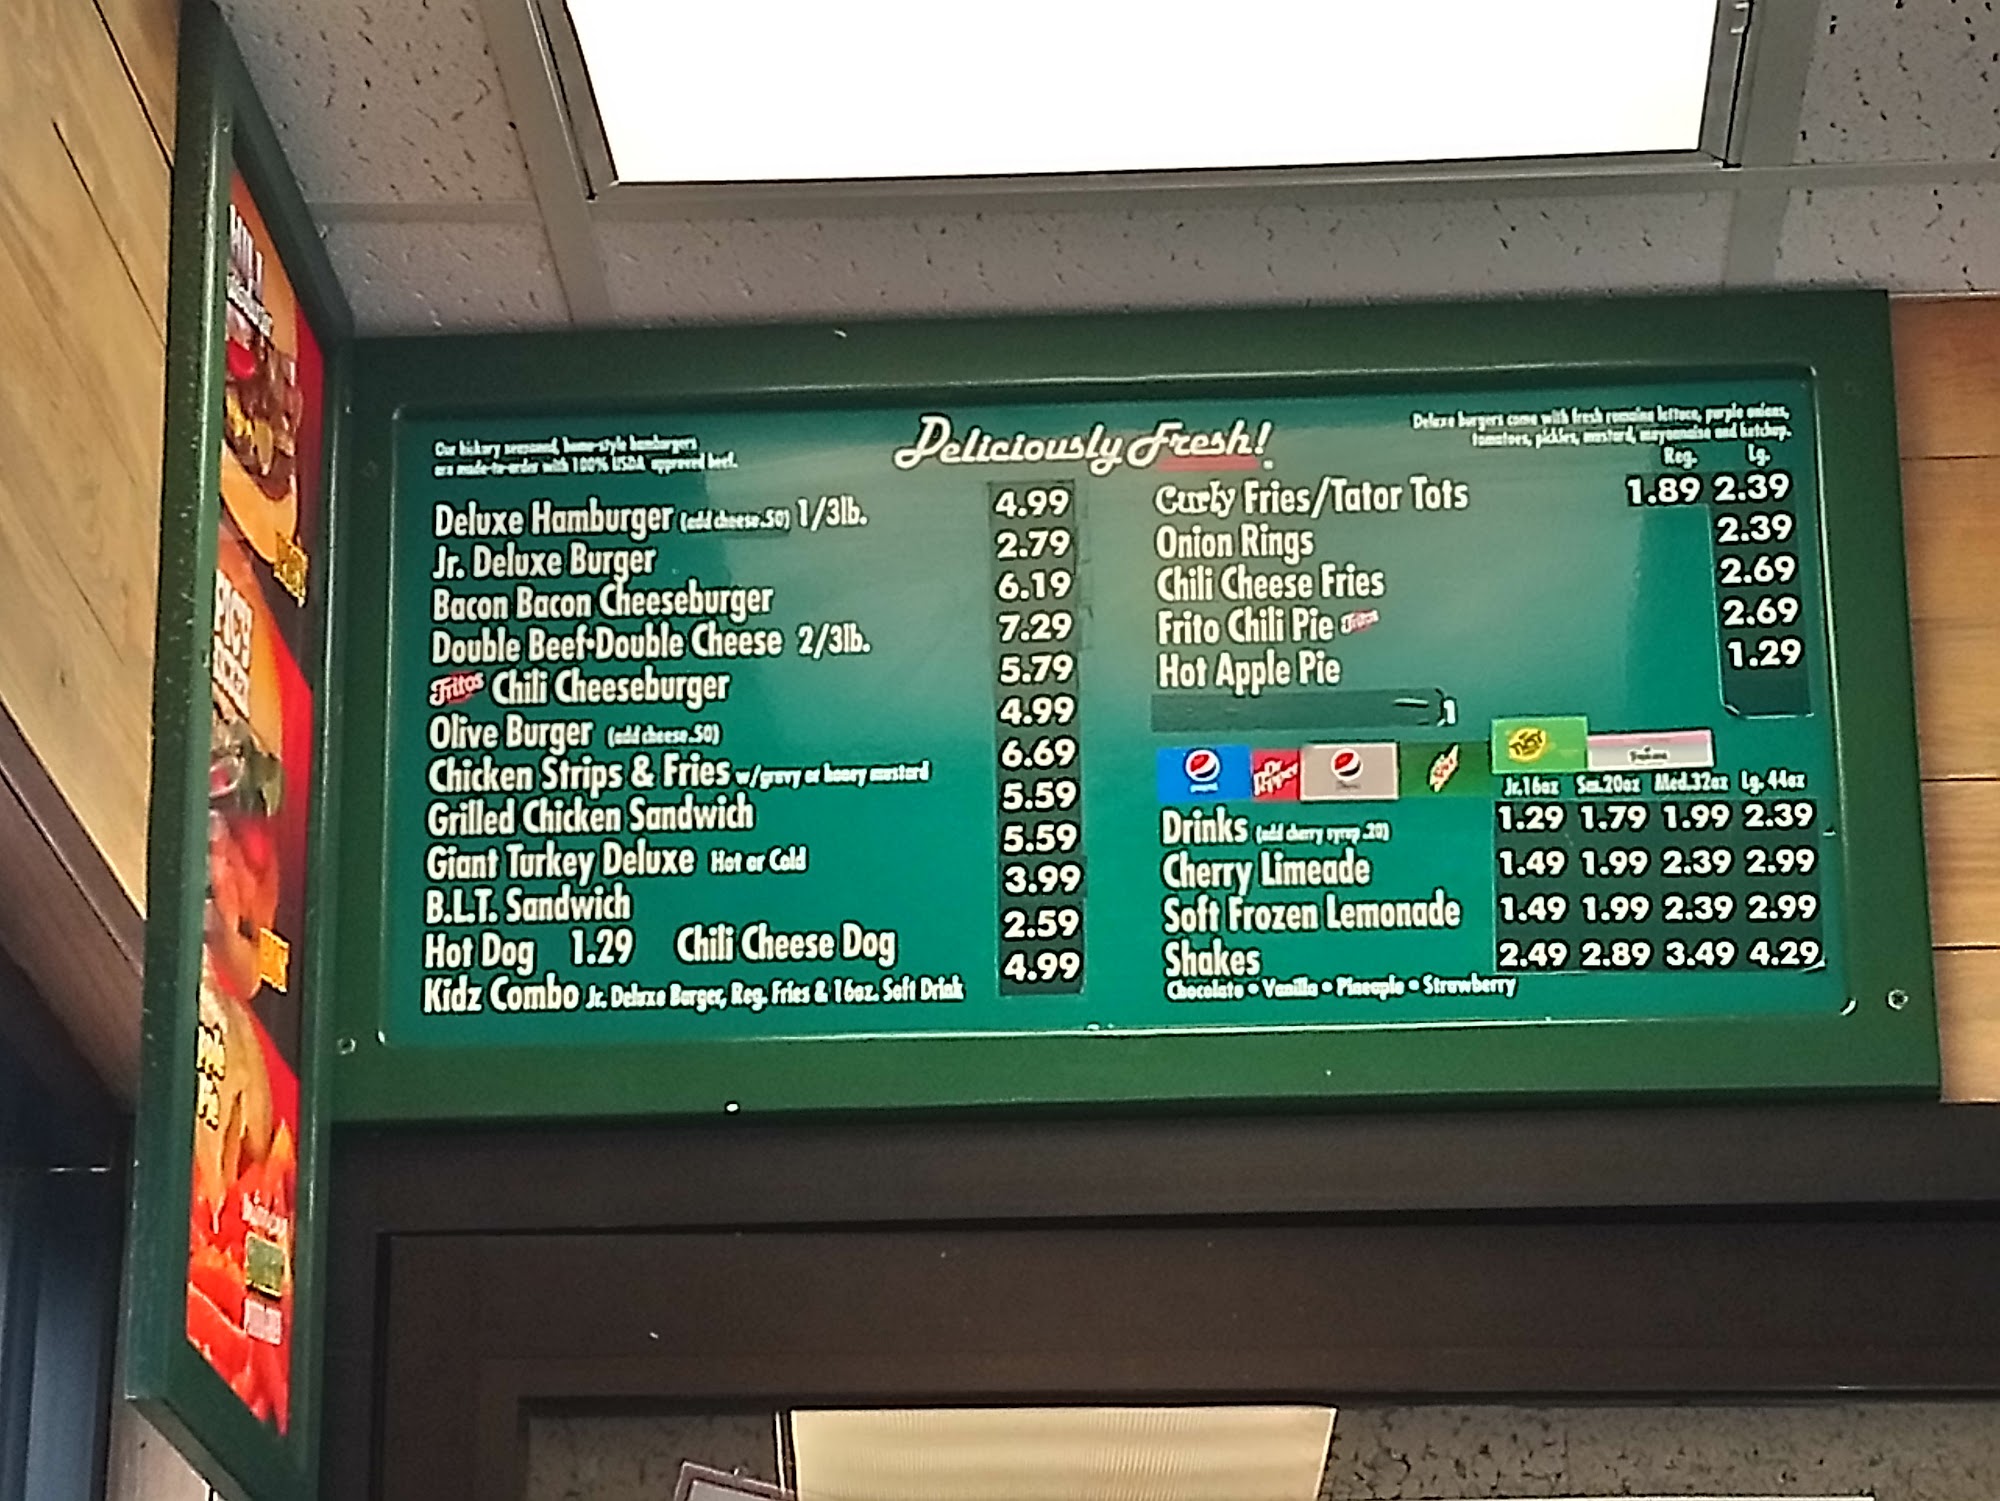 Our hickory seasoned, home-style hamburgers
are made-to-order with 100% USDA approved beef.
Deliciously Fresh!
Deluxe burgers come with fresh romaine lettuce, purple onions,
tomatoes, pickles, mustard, mayonnaise and ketchup.
Deluxe Hamburger (add cheese .50) 1/3lb. 4.99
Jr. Deluxe Burger 2.79
Bacon Bacon Cheeseburger 6.19
Double Beef·Double Cheese 2/3lb. 7.29
Fritos Chili Cheeseburger 5.79
Olive Burger (add cheese .50) 4.99
Chicken Strips & Fries w/gravy or honey mustard 6.69
Grilled Chicken Sandwich 5.59
Giant Turkey Deluxe Hot or Cold 5.59
B.L.T. Sandwich 3.99
Hot Dog 1.29 Chili Cheese Dog 2.59
Kidz Combo Jr. Deluxe Burger, Reg. Fries & 16oz. Soft Drink 4.99
Reg. Lg.
Curly Fries/Tator Tots 1.89 2.39
Onion Rings 2.39
Chili Cheese Fries 2.69
Frito Chili Pie Fritos 2.69
Hot Apple Pie 1.29
pepsi Dr Pepper Tropicana
Jr.16oz Sm.20oz Med.32oz Lg. 44oz
Drinks (add cherry syrup .20) 1.29 1.79 1.99 2.39
Cherry Limeade 1.49 1.99 2.39 2.99
Soft Frozen Lemonade 1.49 1.99 2.39 2.99
Shakes 2.49 2.89 3.49 4.29
Chocolate • Vanilla • Pineaple • Strawberry
Pie